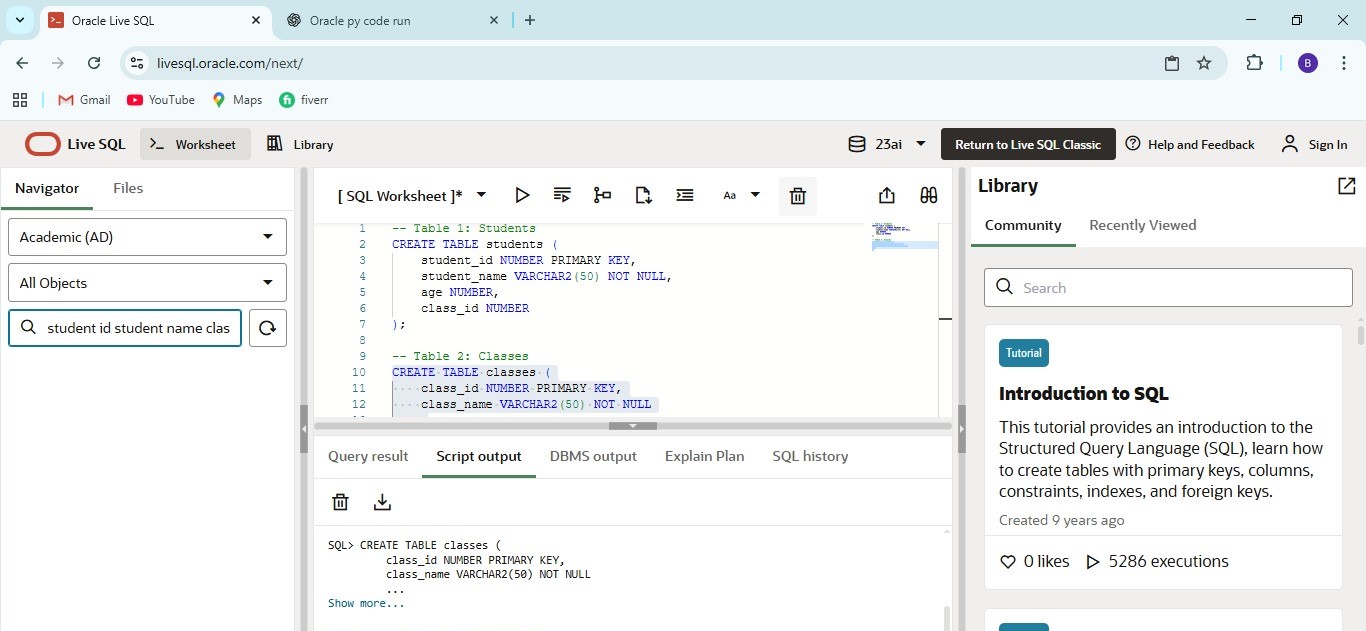 Oracle Live SQL
Oracle py code run
livesql.oracle.com/next/
B
Gmail
YouTube
Maps
fiverr
Live SQL
Worksheet
Library
23ai
Return to Live SQL Classic
Help and Feedback
Sign In
Navigator
Files
Academic (AD)
All Objects
student id student name clas
[ SQL Worksheet ]*
Aa
1 -- Table 1: Students
2 CREATE TABLE students (
3 student_id NUMBER PRIMARY KEY,
4 student_name VARCHAR2(50) NOT NULL,
5 age NUMBER,
6 class_id NUMBER
7 );
8
9 -- Table 2: Classes
10 CREATE TABLE classes (
11 class_id NUMBER PRIMARY KEY,
12 class_name VARCHAR2(50) NOT NULL
Query result
Script output
DBMS output
Explain Plan
SQL history
SQL> CREATE TABLE classes (
class_id NUMBER PRIMARY KEY,
class_name VARCHAR2(50) NOT NULL
...
Show more...
Library
Community
Recently Viewed
Search
Tutorial
Introduction to SQL
This tutorial provides an introduction to the
Structured Query Language (SQL), learn how
to create tables with primary keys, columns,
constraints, indexes, and foreign keys.
Created 9 years ago
0 likes
5286 executions